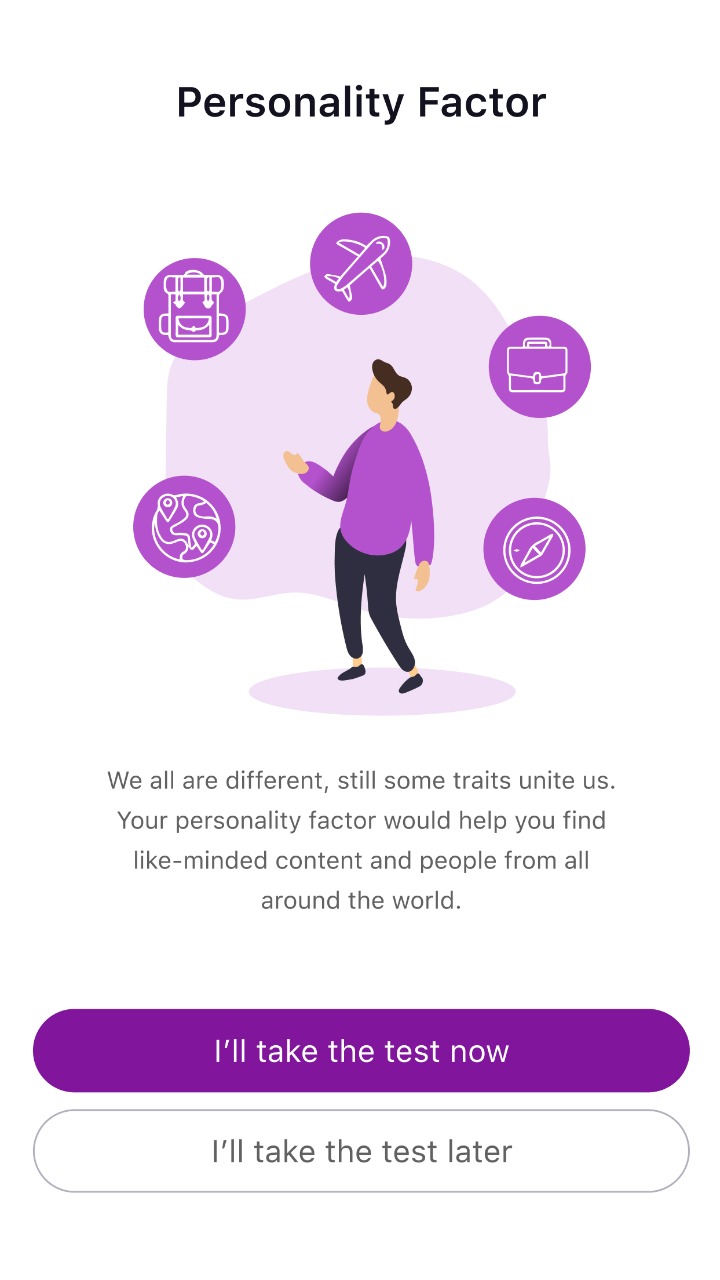 Personality Factor
We all are different, still some traits unite us.
Your personality factor would help you find
like-minded content and people from all
around the world.
I’ll take the test now
I’ll take the test later